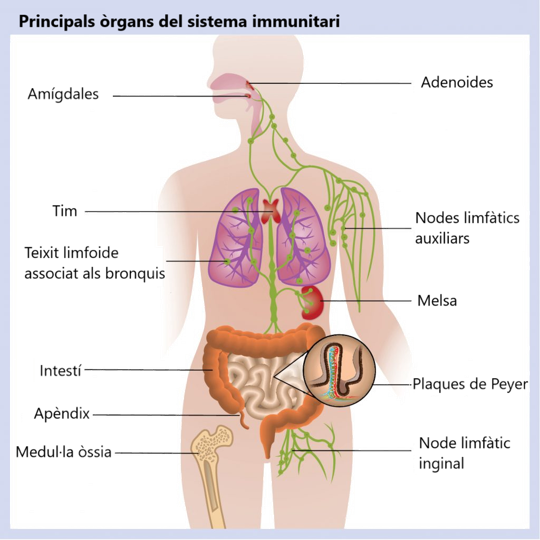 Principals òrgans del sistema immunitari
Adenoides
Amígdales
Tim
Nodes limfàtics
auxiliars
Teixit limfoide
associat als bronquis
Melsa
Intestí
Plaques de Peyer
Apèndix
Medul·la òssia
Node limfàtic
inginal